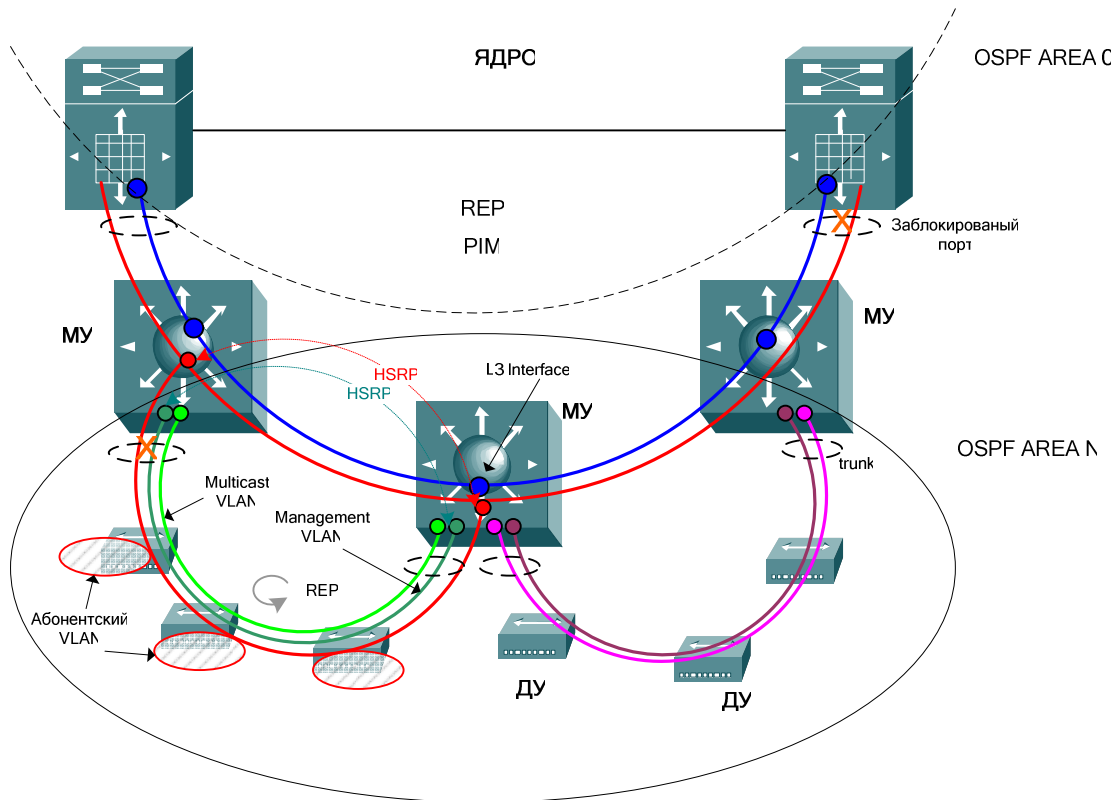 ЯДРО
OSPF AREA 0
REP
PIM
Заблокированый
порт
МУ
МУ
HSRP
HSRP
L3 Interface
МУ
OSPF AREA N
trunk
Multicast
VLAN
Management
VLAN
REP
Абонентский
VLAN
ДУ
ДУ